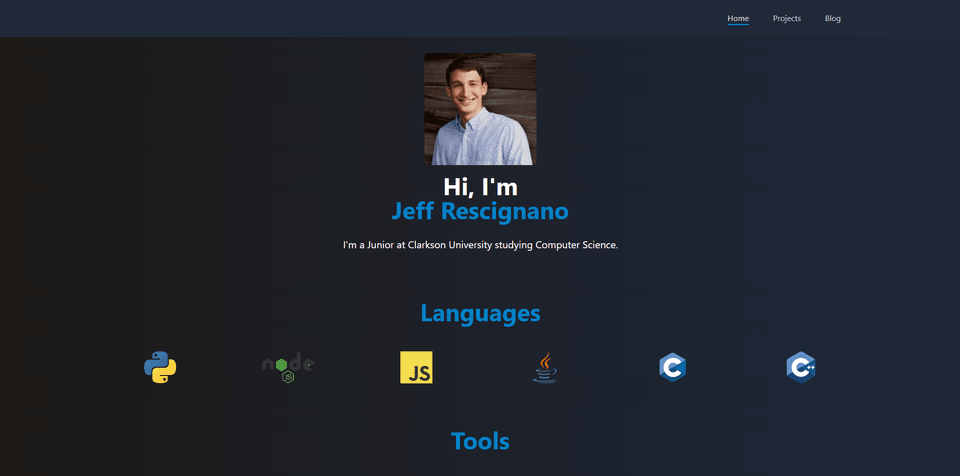 Home Projects Blog
Hi, I'm
Jeff Rescignano
I'm a Junior at Clarkson University studying Computer Science.
Languages
node
JS
JS
C
C++
Tools